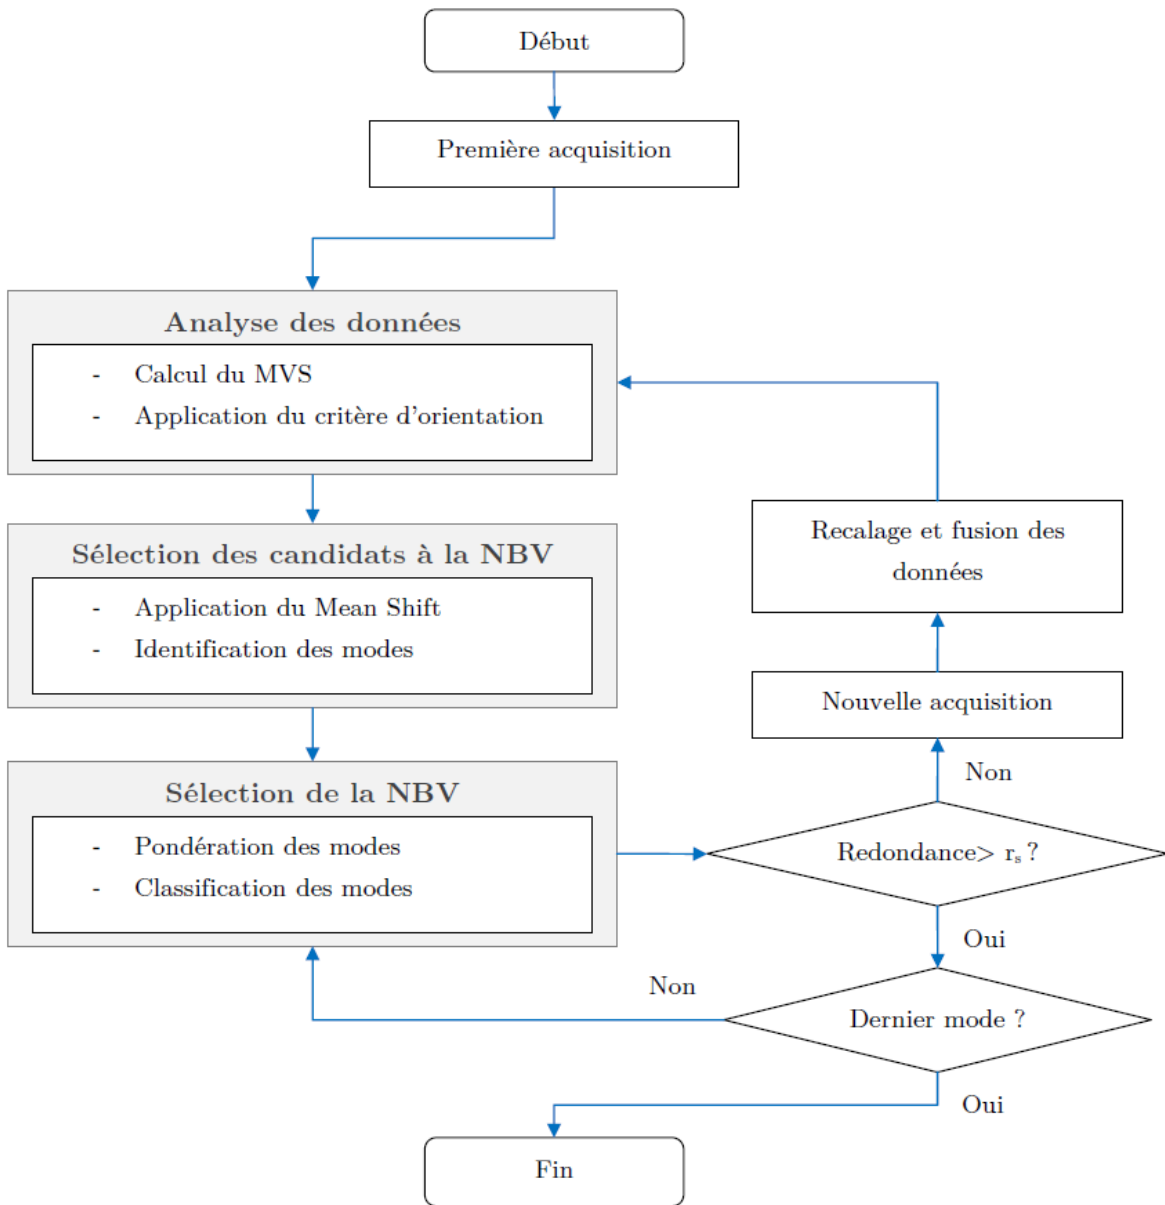 Début
Première acquisition
Analyse des données
- Calcul du MVS
- Application du critère d'orientation
Sélection des candidats à la NBV
- Application du Mean Shift
- Identification des modes
Sélection de la NBV
- Pondération des modes
- Classification des modes
Recalage et fusion des
données
Nouvelle acquisition
Non
Redondance> rₛ ?
Oui
Non
Dernier mode ?
Oui
Fin